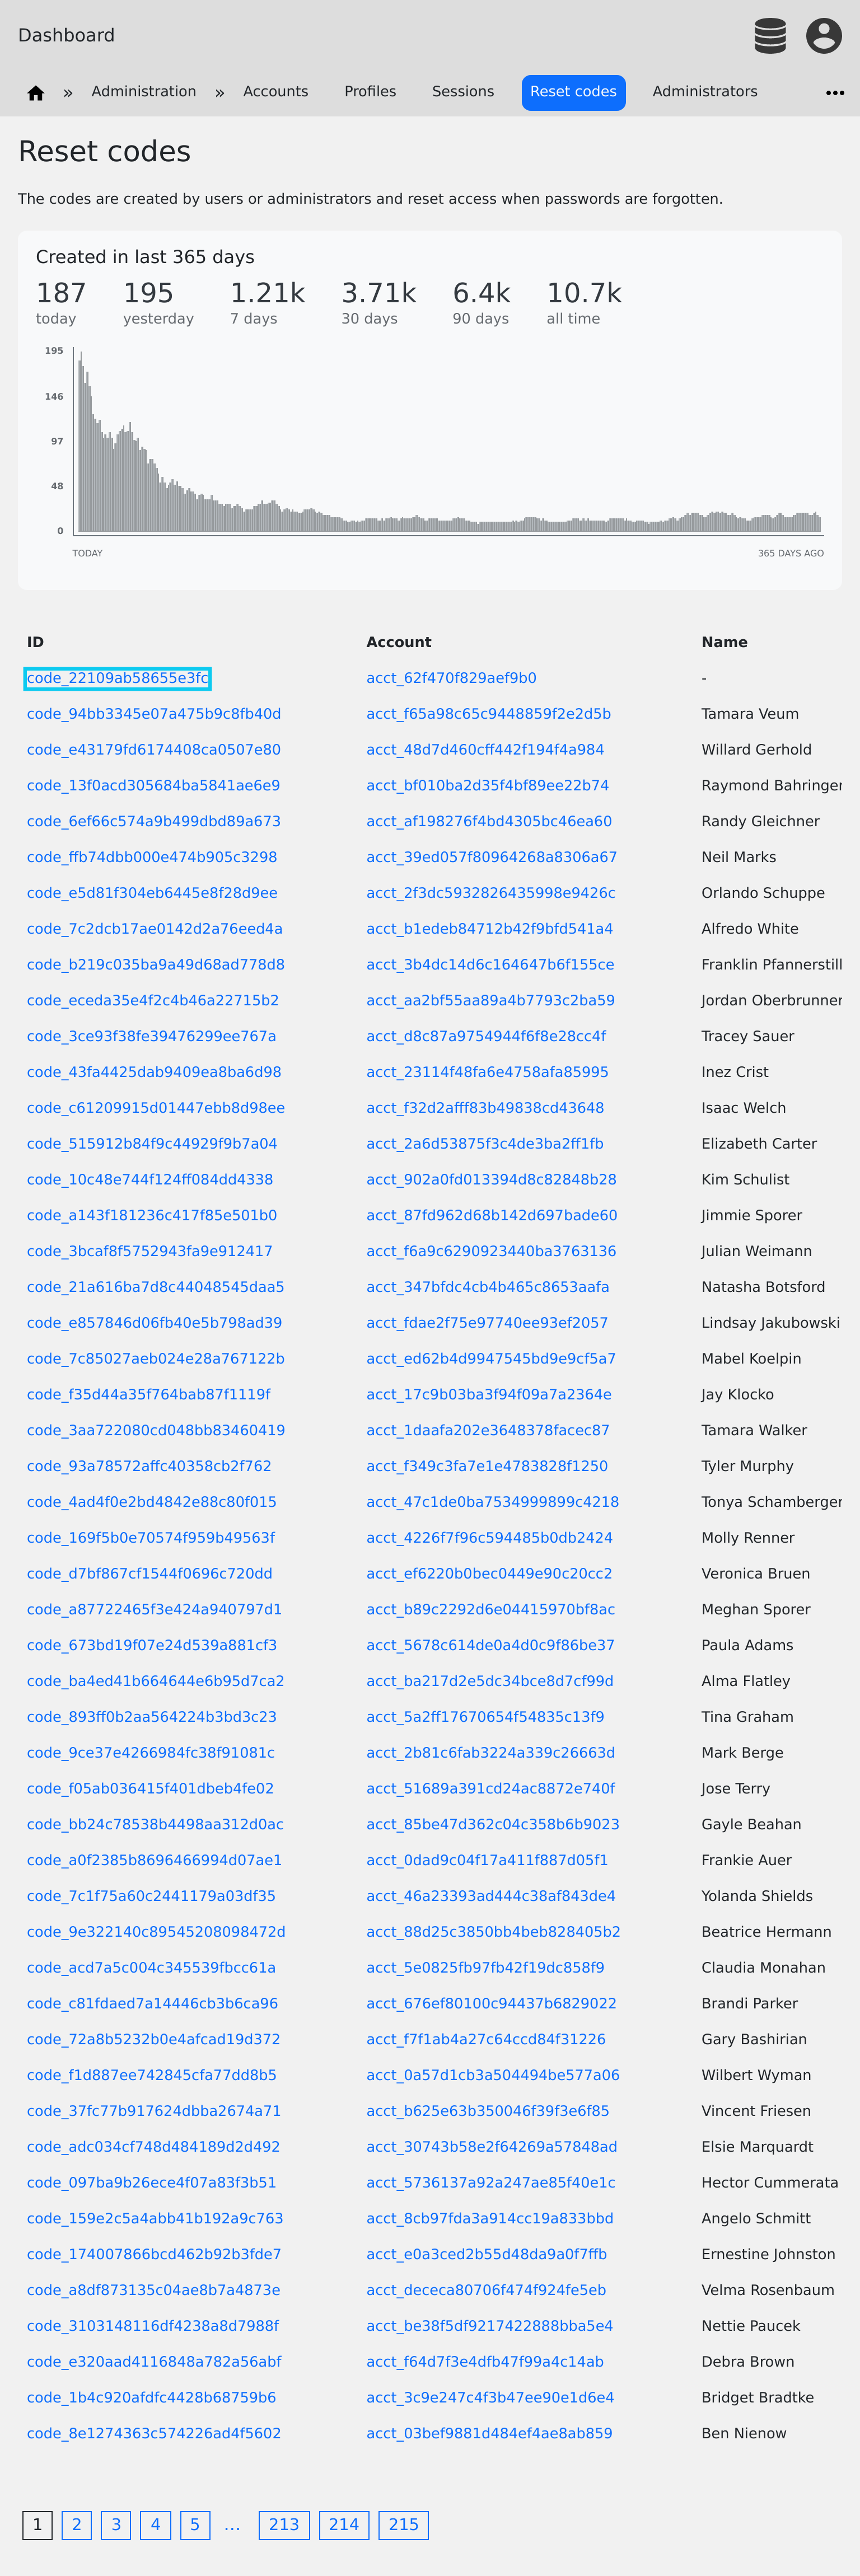 Dashboard
» Administration » Accounts Profiles Sessions Reset codes Administrators
Reset codes
The codes are created by users or administrators and reset access when passwords are forgotten.
Created in last 365 days
187 195 1.21k 3.71k 6.4k 10.7k
today yesterday 7 days 30 days 90 days all time
195
146
97
48
0
TODAY 365 DAYS AGO
ID Account Name
code_22109ab58655e3fc acct_62f470f829aef9b0 -
code_94bb3345e07a475b9c8fb40d acct_f65a98c65c9448859f2e2d5b Tamara Veum
code_e43179fd6174408ca0507e80 acct_48d7d460cff442f194f4a984 Willard Gerhold
code_13f0acd305684ba5841ae6e9 acct_bf010ba2d35f4bf89ee22b74 Raymond Bahringer
code_6ef66c574a9b499dbd89a673 acct_af198276f4bd4305bc46ea60 Randy Gleichner
code_ffb74dbb000e474b905c3298 acct_39ed057f80964268a8306a67 Neil Marks
code_e5d81f304eb6445e8f28d9ee acct_2f3dc5932826435998e9426c Orlando Schuppe
code_7c2dcb17ae0142d2a76eed4a acct_b1edeb84712b42f9bfd541a4 Alfredo White
code_b219c035ba9a49d68ad778d8 acct_3b4dc14d6c164647b6f155ce Franklin Pfannerstill
code_eceda35e4f2c4b46a22715b2 acct_aa2bf55aa89a4b7793c2ba59 Jordan Oberbrunner
code_3ce93f38fe39476299ee767a acct_d8c87a9754944f6f8e28cc4f Tracey Sauer
code_43fa4425dab9409ea8ba6d98 acct_23114f48fa6e4758afa85995 Inez Crist
code_c61209915d01447ebb8d98ee acct_f32d2afff83b49838cd43648 Isaac Welch
code_515912b84f9c44929f9b7a04 acct_2a6d53875f3c4de3ba2ff1fb Elizabeth Carter
code_10c48e744f124ff084dd4338 acct_902a0fd013394d8c82848b28 Kim Schulist
code_a143f181236c417f85e501b0 acct_87fd962d68b142d697bade60 Jimmie Sporer
code_3bcaf8f5752943fa9e912417 acct_f6a9c6290923440ba3763136 Julian Weimann
code_21a616ba7d8c44048545daa5 acct_347bfdc4cb4b465c8653aafa Natasha Botsford
code_e857846d06fb40e5b798ad39 acct_fdae2f75e97740ee93ef2057 Lindsay Jakubowski
code_7c85027aeb024e28a767122b acct_ed62b4d9947545bd9e9cf5a7 Mabel Koelpin
code_f35d44a35f764bab87f1119f acct_17c9b03ba3f94f09a7a2364e Jay Klocko
code_3aa722080cd048bb83460419 acct_1daafa202e3648378facec87 Tamara Walker
code_93a78572affc40358cb2f762 acct_f349c3fa7e1e4783828f1250 Tyler Murphy
code_4ad4f0e2bd4842e88c80f015 acct_47c1de0ba7534999899c4218 Tonya Schamberger
code_169f5b0e70574f959b49563f acct_4226f7f96c594485b0db2424 Molly Renner
code_d7bf867cf1544f0696c720dd acct_ef6220b0bec0449e90c20cc2 Veronica Bruen
code_a87722465f3e424a940797d1 acct_b89c2292d6e04415970bf8ac Meghan Sporer
code_673bd19f07e24d539a881cf3 acct_5678c614de0a4d0c9f86be37 Paula Adams
code_ba4ed41b664644e6b95d7ca2 acct_ba217d2e5dc34bce8d7cf99d Alma Flatley
code_893ff0b2aa564224b3bd3c23 acct_5a2ff17670654f54835c13f9 Tina Graham
code_9ce37e4266984fc38f91081c acct_2b81c6fab3224a339c26663d Mark Berge
code_f05ab036415f401dbeb4fe02 acct_51689a391cd24ac8872e740f Jose Terry
code_bb24c78538b4498aa312d0ac acct_85be47d362c04c358b6b9023 Gayle Beahan
code_a0f2385b8696466994d07ae1 acct_0dad9c04f17a411f887d05f1 Frankie Auer
code_7c1f75a60c2441179a03df35 acct_46a23393ad444c38af843de4 Yolanda Shields
code_9e322140c89545208098472d acct_88d25c3850bb4beb828405b2 Beatrice Hermann
code_acd7a5c004c345539fbcc61a acct_5e0825fb97fb42f19dc858f9 Claudia Monahan
code_c81fdaed7a14446cb3b6ca96 acct_676ef80100c94437b6829022 Brandi Parker
code_72a8b5232b0e4afcad19d372 acct_f7f1ab4a27c64ccd84f31226 Gary Bashirian
code_f1d887ee742845cfa77dd8b5 acct_0a57d1cb3a504494be577a06 Wilbert Wyman
code_37fc77b917624dbba2674a71 acct_b625e63b350046f39f3e6f85 Vincent Friesen
code_adc034cf748d484189d2d492 acct_30743b58e2f64269a57848ad Elsie Marquardt
code_097ba9b26ece4f07a83f3b51 acct_5736137a92a247ae85f40e1c Hector Cummerata
code_159e2c5a4abb41b192a9c763 acct_8cb97fda3a914cc19a833bbd Angelo Schmitt
code_174007866bcd462b92b3fde7 acct_e0a3ced2b55d48da9a0f7ffb Ernestine Johnston
code_a8df873135c04ae8b7a4873e acct_dececa80706f474f924fe5eb Velma Rosenbaum
code_3103148116df4238a8d7988f acct_be38f5df9217422888bba5e4 Nettie Paucek
code_e320aad4116848a782a56abf acct_f64d7f3e4dfb47f99a4c14ab Debra Brown
code_1b4c920afdfc4428b68759b6 acct_3c9e247c4f3b47ee90e1d6e4 Bridget Bradtke
code_8e1274363c574226ad4f5602 acct_03bef9881d484ef4ae8ab859 Ben Nienow
1 2 3 4 5 … 213 214 215